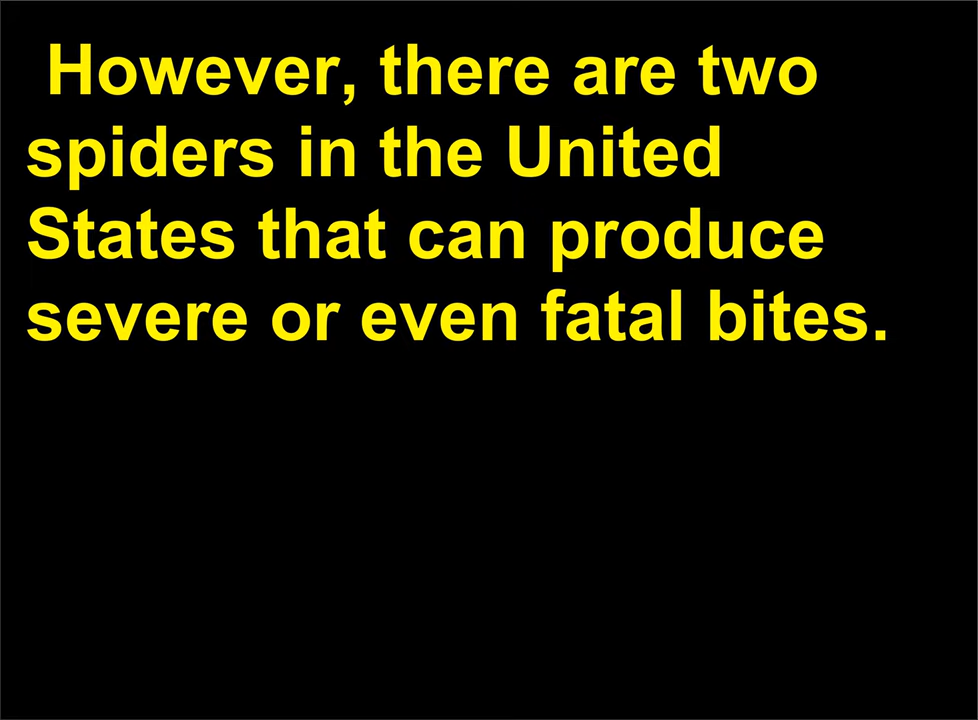 However, there are two
spiders in the United
States that can produce
severe or even fatal bites.